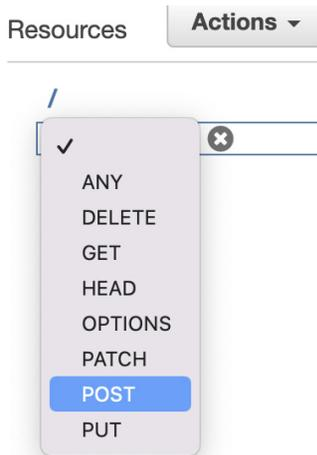 Resources
Actions
/
ANY
DELETE
GET
HEAD
OPTIONS
PATCH
POST
PUT